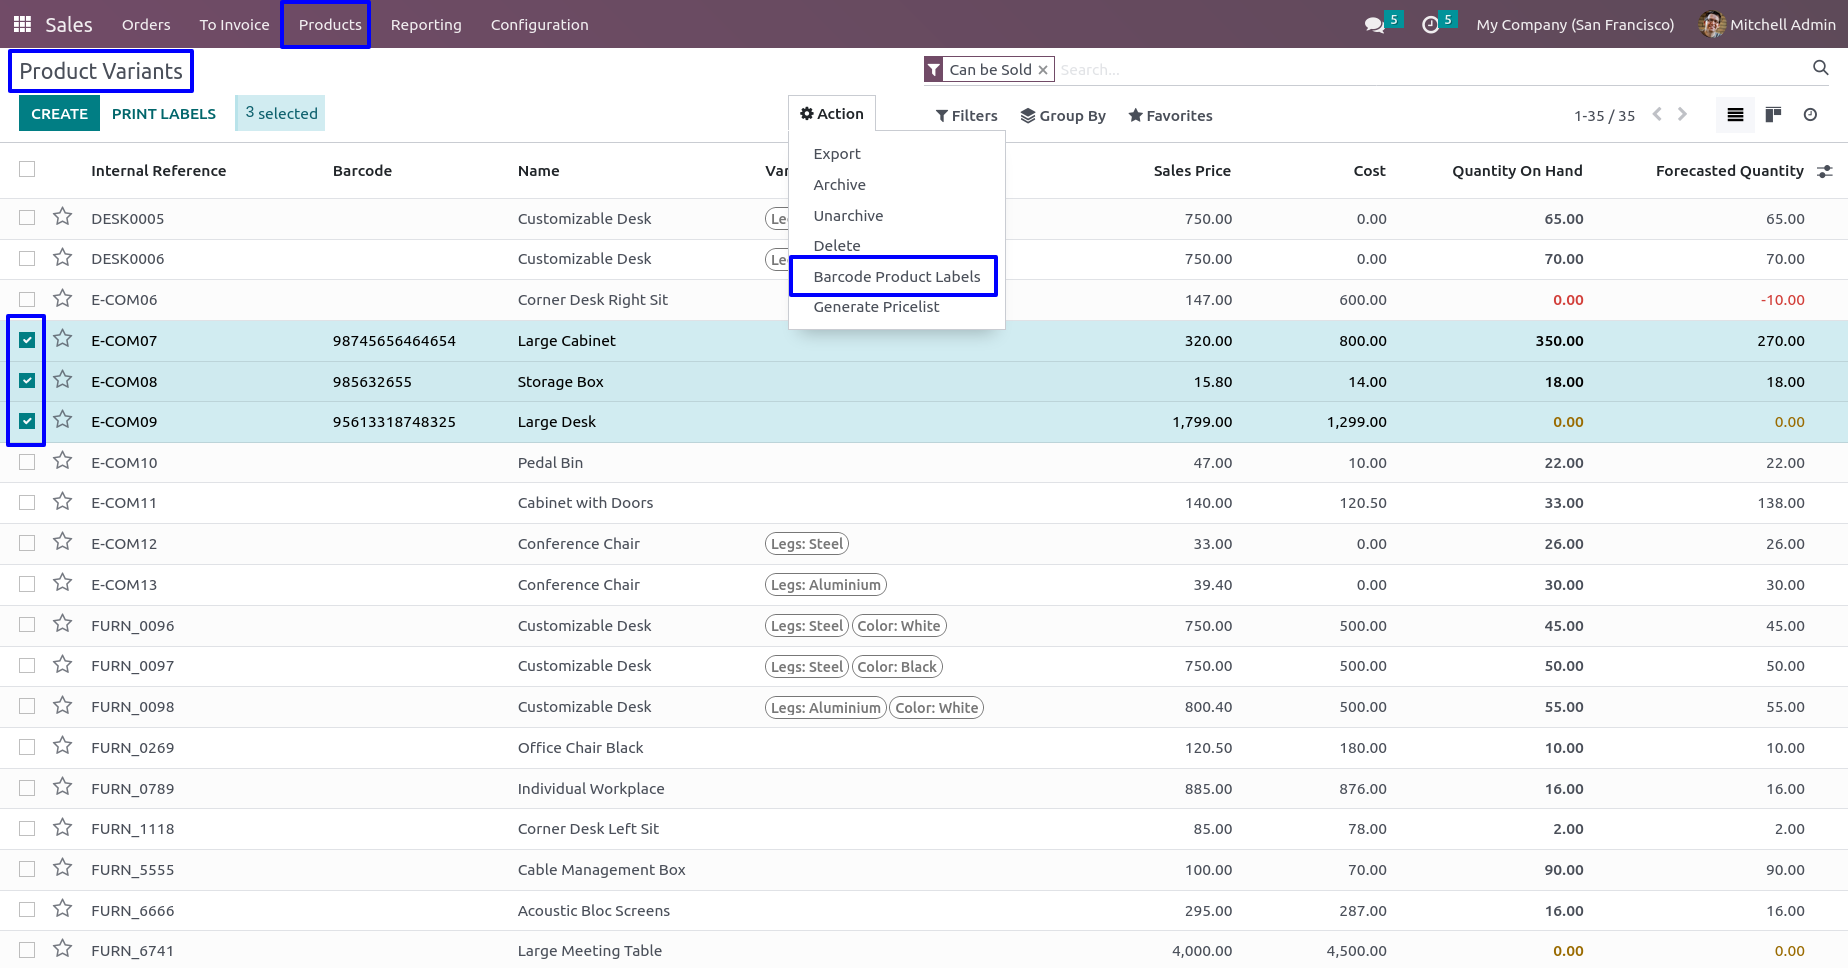 Sales Orders To Invoice Products Reporting Configuration 5 5 My Company (San Francisco) Mitchell Admin
Product Variants Can be Sold × Search...
CREATE PRINT LABELS 3 selected Action Filters Group By Favorites 1-35 / 35
Export
Archive
Unarchive
Delete
Barcode Product Labels
Generate Pricelist
Internal Reference Barcode Name Sales Price Cost Quantity On Hand Forecasted Quantity
DESK0005 Customizable Desk 750.00 0.00 65.00 65.00
DESK0006 Customizable Desk 750.00 0.00 70.00 70.00
E-COM06 Corner Desk Right Sit 147.00 600.00 0.00 -10.00
E-COM07 98745656464654 Large Cabinet 320.00 800.00 350.00 270.00
E-COM08 985632655 Storage Box 15.80 14.00 18.00 18.00
E-COM09 95613318748325 Large Desk 1,799.00 1,299.00 0.00 0.00
E-COM10 Pedal Bin 47.00 10.00 22.00 22.00
E-COM11 Cabinet with Doors 140.00 120.50 33.00 138.00
E-COM12 Conference Chair Legs: Steel 33.00 0.00 26.00 26.00
E-COM13 Conference Chair Legs: Aluminium 39.40 0.00 30.00 30.00
FURN_0096 Customizable Desk Legs: Steel Color: White 750.00 500.00 45.00 45.00
FURN_0097 Customizable Desk Legs: Steel Color: Black 750.00 500.00 50.00 50.00
FURN_0098 Customizable Desk Legs: Aluminium Color: White 800.40 500.00 55.00 55.00
FURN_0269 Office Chair Black 120.50 180.00 10.00 10.00
FURN_0789 Individual Workplace 885.00 876.00 16.00 16.00
FURN_1118 Corner Desk Left Sit 85.00 78.00 2.00 2.00
FURN_5555 Cable Management Box 100.00 70.00 90.00 90.00
FURN_6666 Acoustic Bloc Screens 295.00 287.00 16.00 16.00
FURN_6741 Large Meeting Table 4,000.00 4,500.00 0.00 0.00